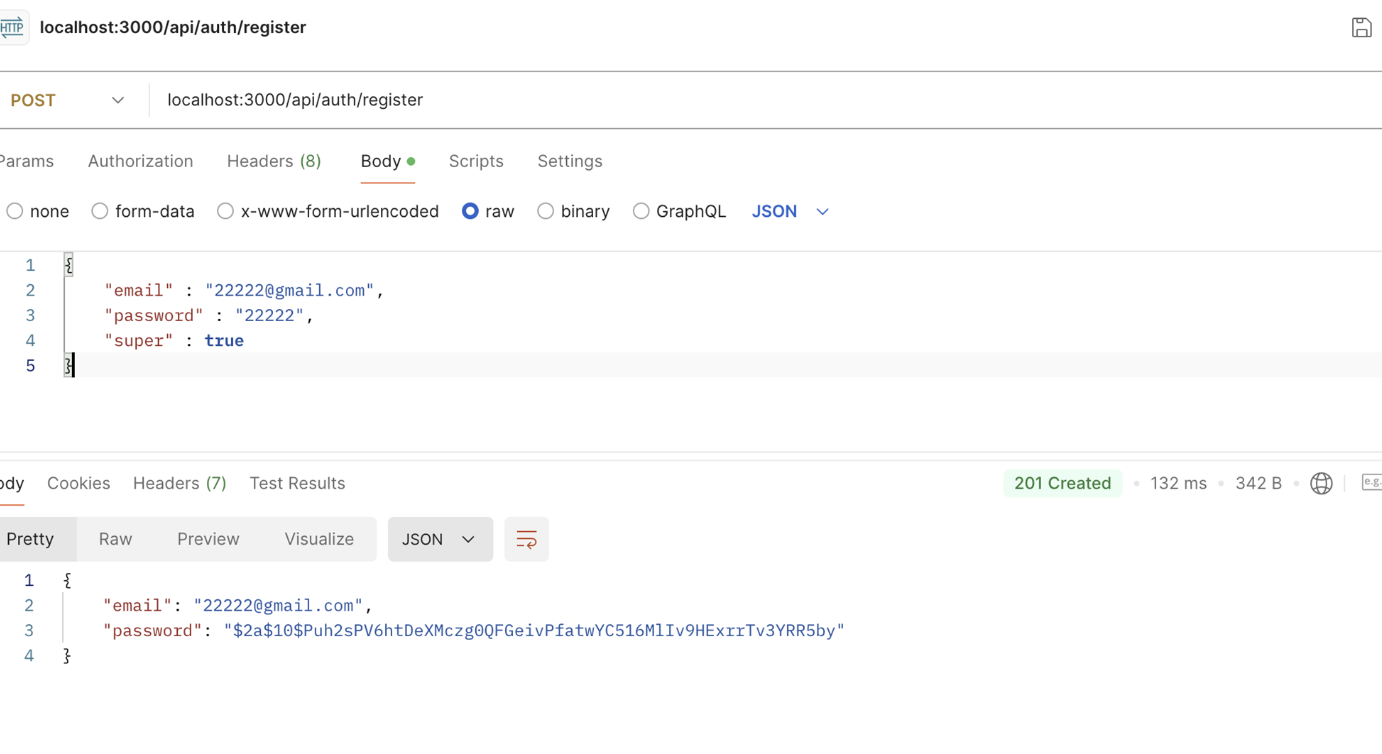 HTTP localhost:3000/api/auth/register
POST localhost:3000/api/auth/register
Params Authorization Headers (8) Body Scripts Settings
none form-data x-www-form-urlencoded raw binary GraphQL JSON
1 {
2 "email" : "22222@gmail.com",
3 "password" : "22222",
4 "super" : true
5 }
ody Cookies Headers (7) Test Results 201 Created • 132 ms • 342 B • e.g.
Pretty Raw Preview Visualize JSON
1 {
2 "email": "22222@gmail.com",
3 "password": "$2a$10$Puh2sPV6htDeXMczg0QFGeivPfatwYC516MlIv9HExrrTv3YRR5by"
4 }